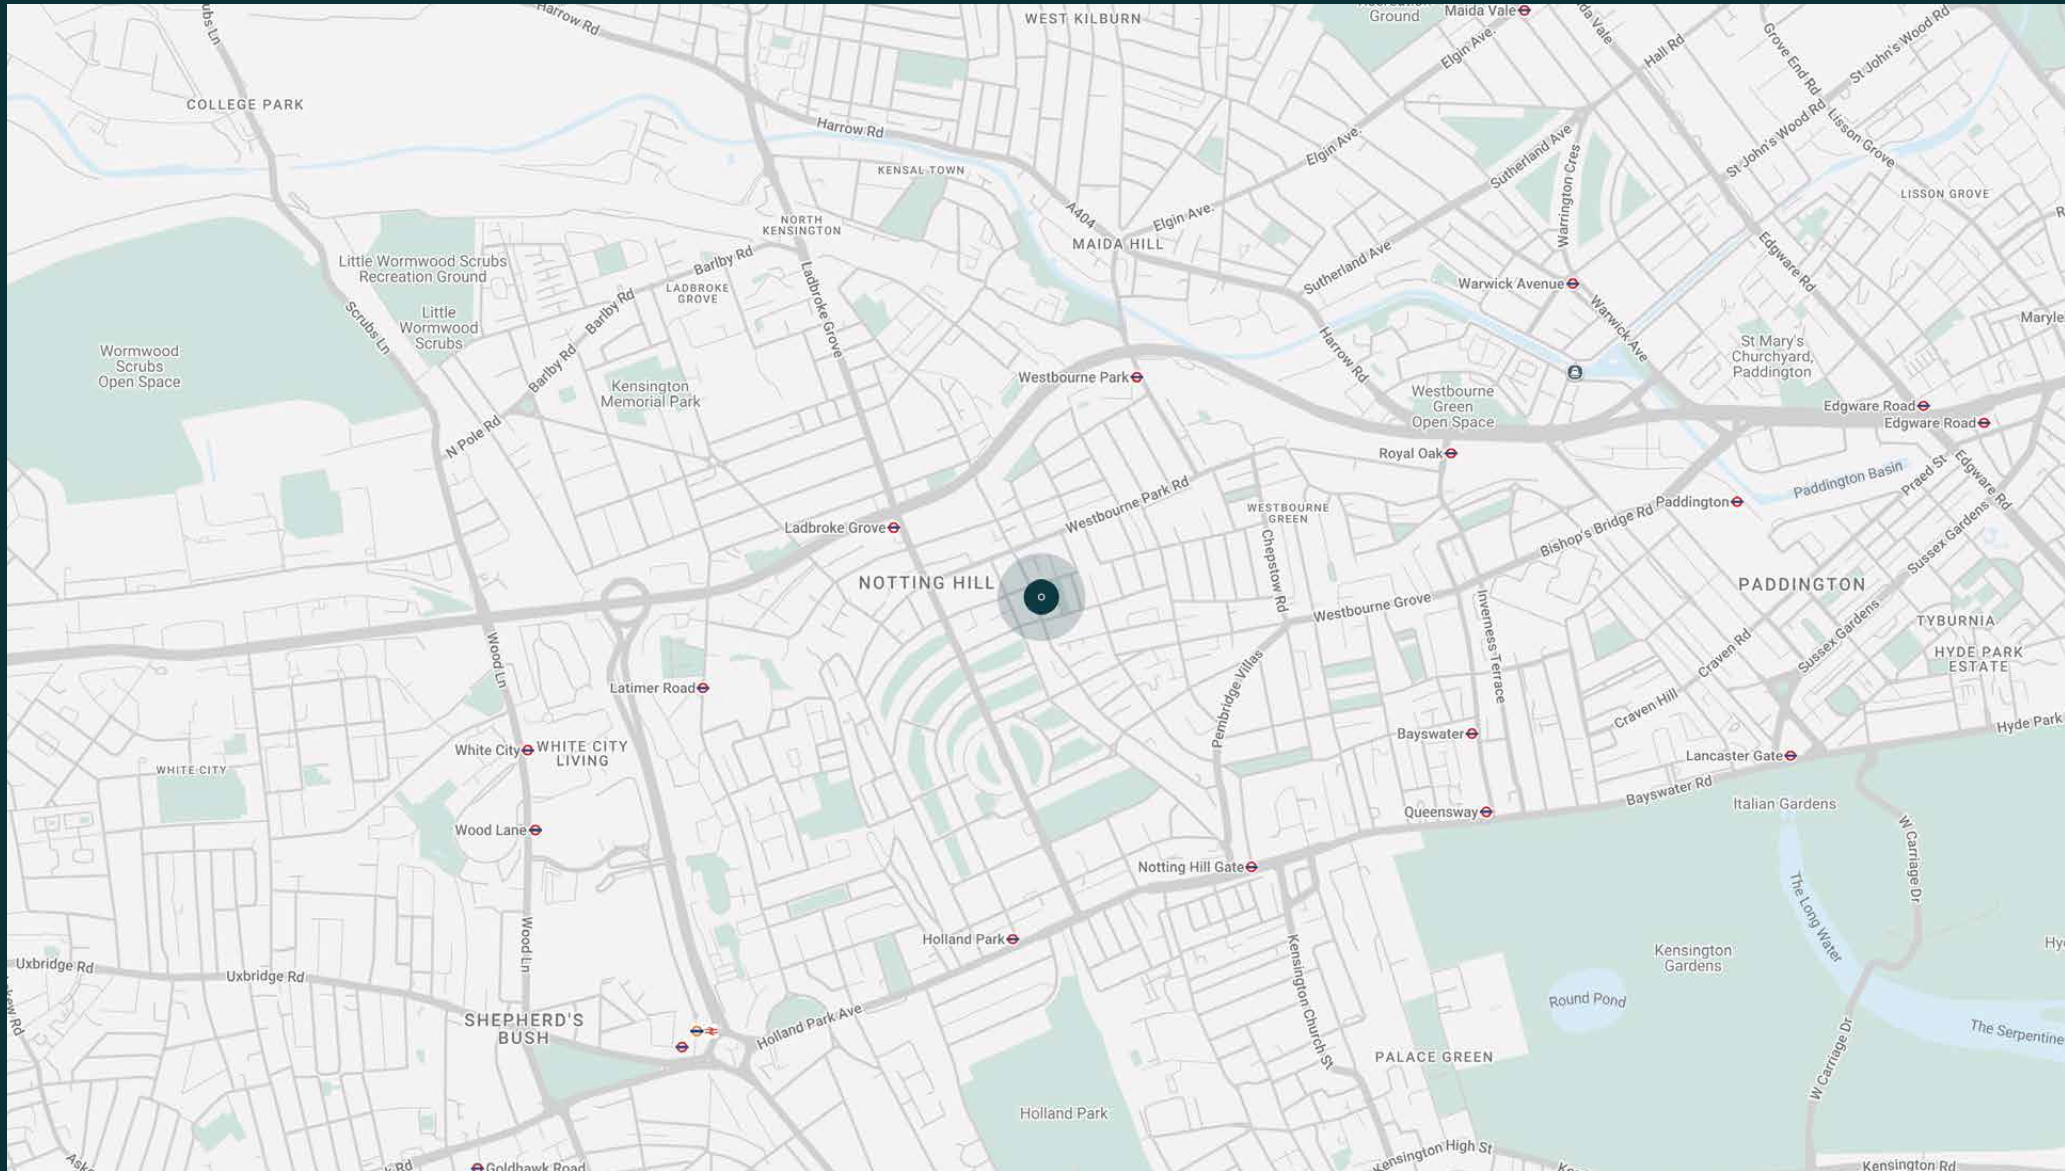 Harrow Rd
WEST KILBURN
Ground
Maida Vale
Elgin Ave.
Hall Rd
Grove End Rd
St John's Wood Rd
COLLEGE PARK
Harrow Rd
KENSAL TOWN
Elgin Ave.
Sutherland Ave
Warrington Cres
St John's Wood Rd
Lisson Grove
LISSON GROVE
A404
Elgin Ave.
NORTH
KENSINGTON
MAIDA HILL
Sutherland Ave
Edgware Rd
Little Wormwood Scrubs
Recreation Ground
Barlby Rd
LADBROKE
GROVE
Ladbroke Grove
Warwick Avenue
Warwick Ave
Little
Wormwood
Scrubs
Barlby Rd
Scrubs Ln
Harrow Rd
St Mary's
Churchyard,
Paddington
Wormwood
Scrubs
Open Space
Barlby Rd
Kensington
Memorial Park
Westbourne Park
Westbourne
Green
Open Space
Edgware Road
Edgware Road
N Pole Rd
Royal Oak
Paddington Basin
Praed St
Edgware Rd
Westbourne Park Rd
Paddington
WESTBOURNE
GREEN
Ladbroke Grove
Chepstow Rd
Bishop's Bridge Rd
Sussex Gardens
NOTTING HILL
PADDINGTON
Westbourne Grove
Inverness Terrace
TYBURNIA
Wood Ln
Sussex Gardens
Craven Rd
HYDE PARK
ESTATE
Latimer Road
Pembridge Villas
Craven Hill
Hyde Park
White City
WHITE CITY
LIVING
Bayswater
Lancaster Gate
WHITE CITY
Bayswater Rd
Italian Gardens
Queensway
Wood Lane
W Carriage Dr
Notting Hill Gate
The Long Water
Wood Ln
Holland Park
Kensington Church St
Kensington
Gardens
Uxbridge Rd
Uxbridge Rd
Round Pond
SHEPHERD'S
BUSH
Holland Park Ave
The Serpentine
PALACE GREEN
W Carriage Dr
Holland Park
Kensington High St
Goldhawk Road
Kensington Rd